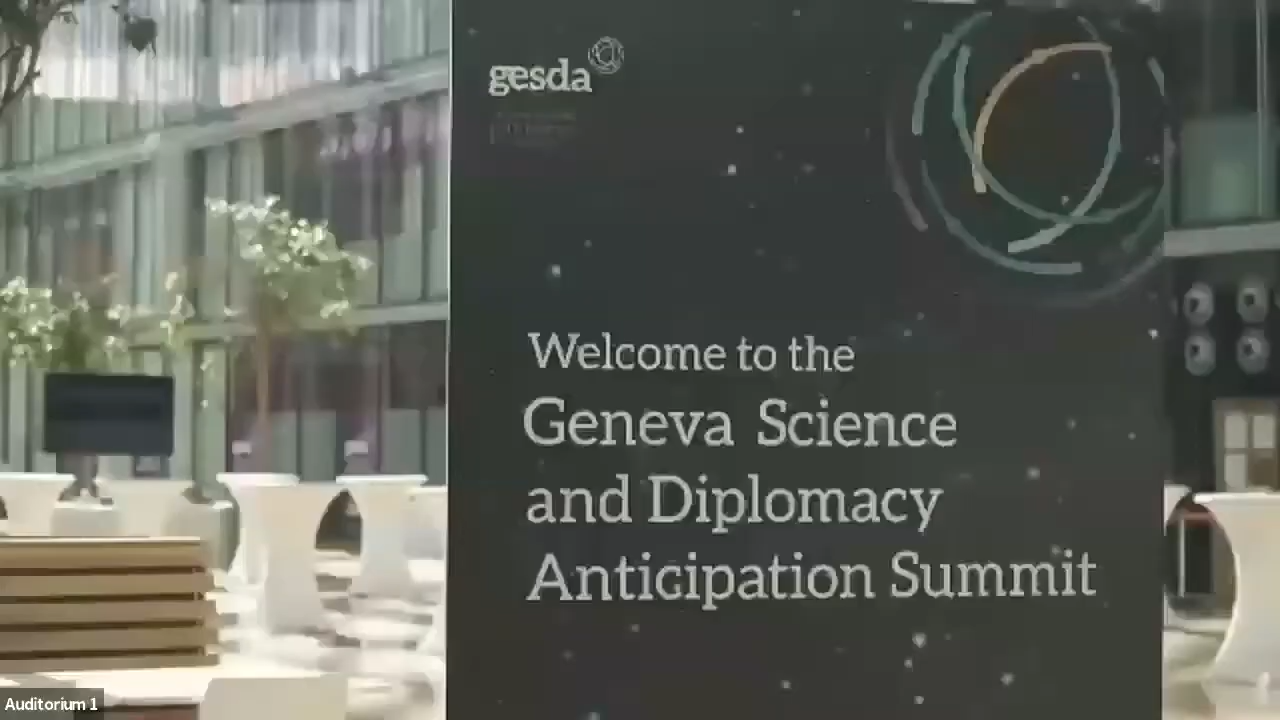 gesda
Welcome to the
Geneva Science
and Diplomacy
Anticipation Summit
Auditorium 1